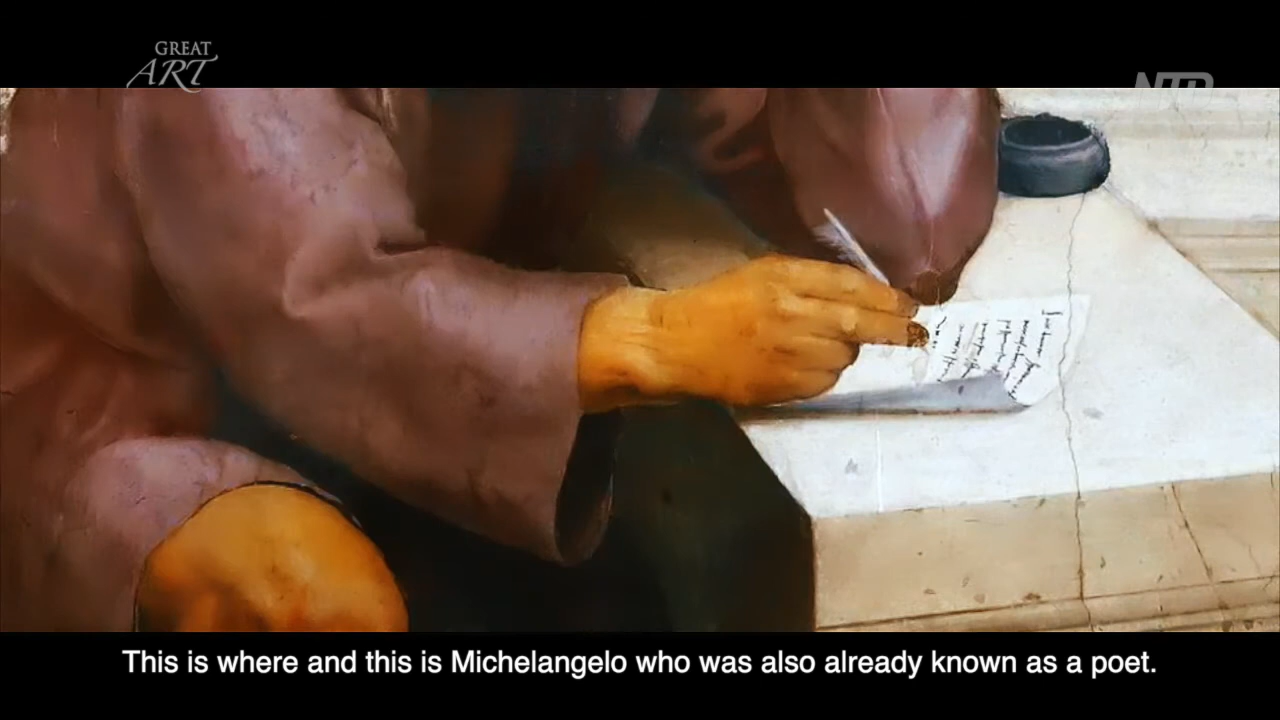 GREAT
ART
NTD
This is where and this is Michelangelo who was also already known as a poet.